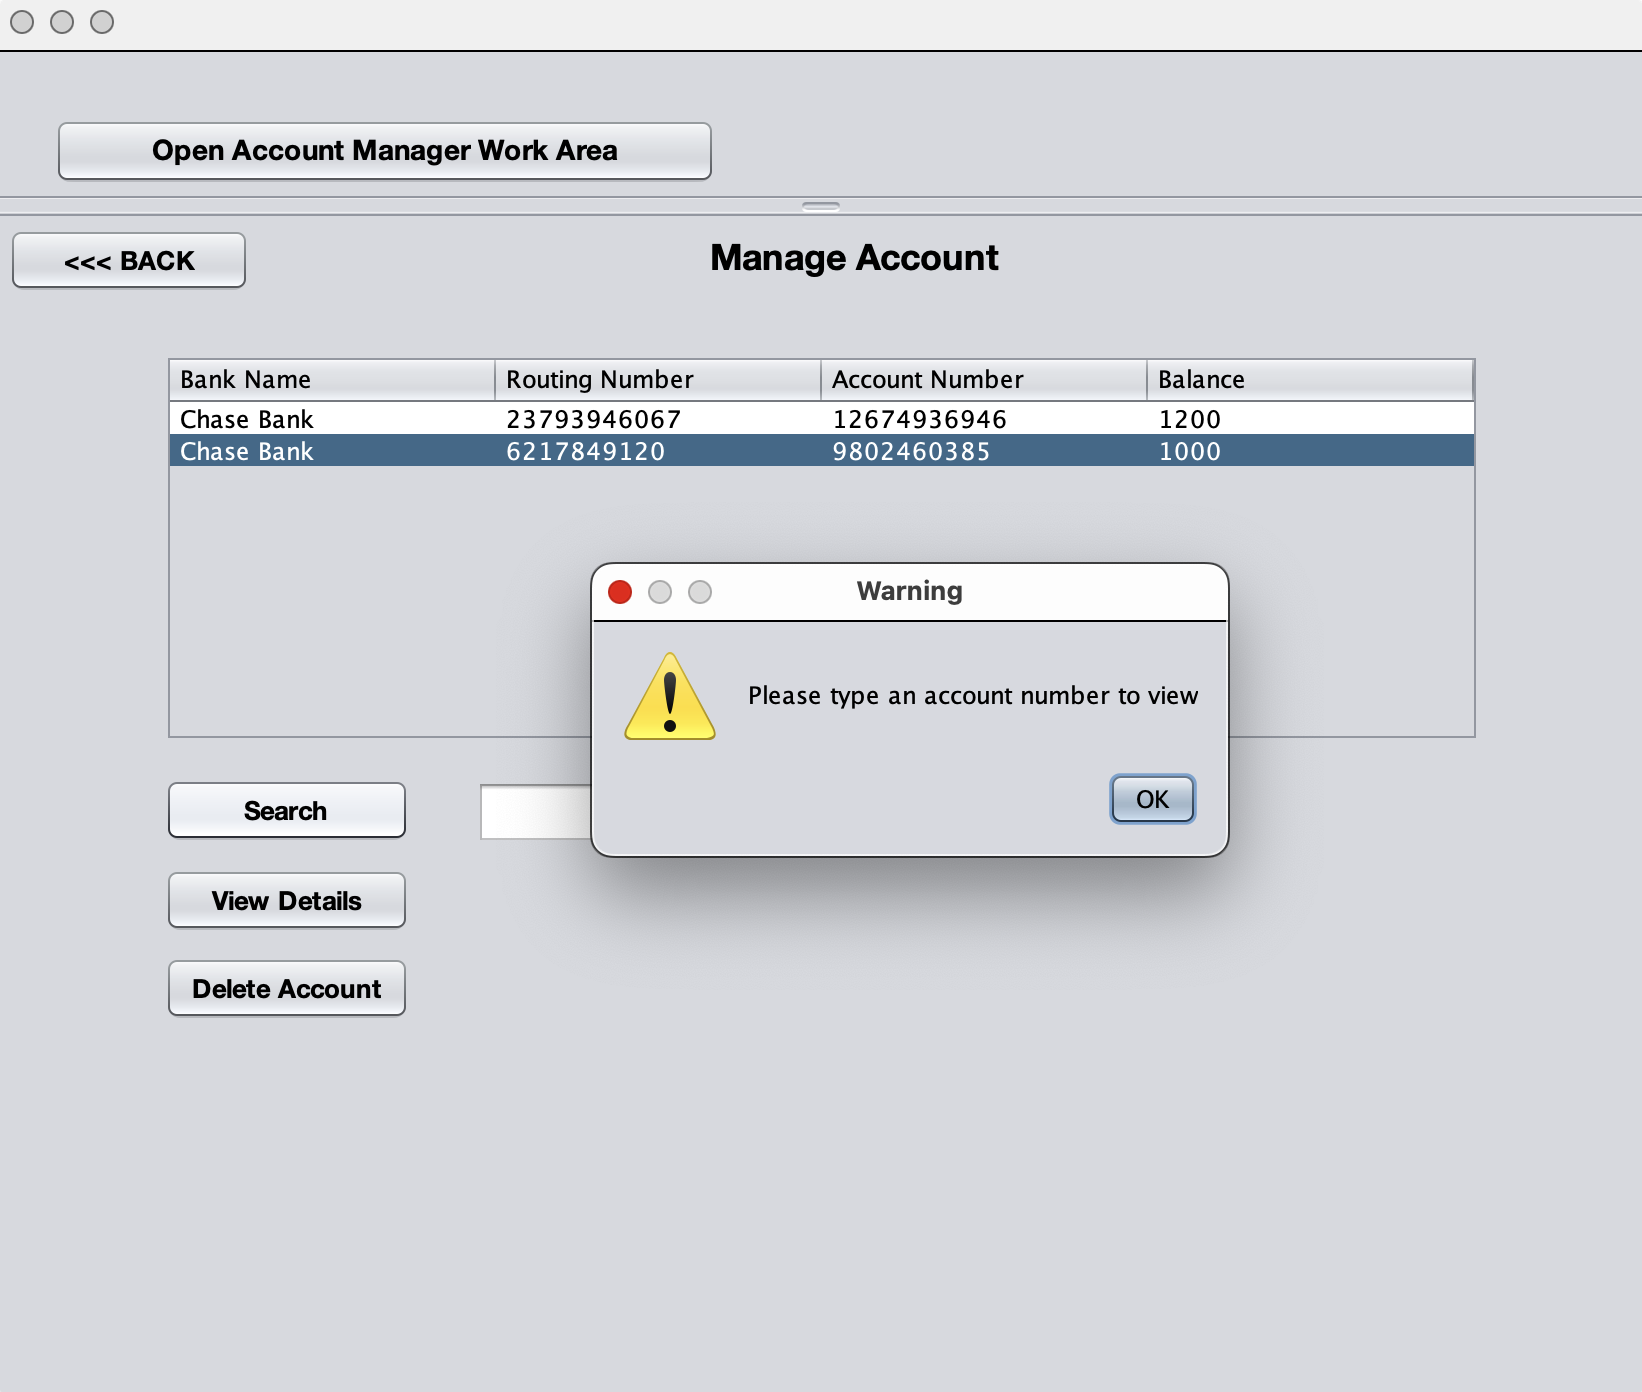 Open Account Manager Work Area
<<< BACK
Manage Account
Bank Name Routing Number Account Number Balance
Chase Bank 23793946067 12674936946 1200
Chase Bank 6217849120 9802460385 1000
Warning
Please type an account number to view
OK
Search
View Details
Delete Account